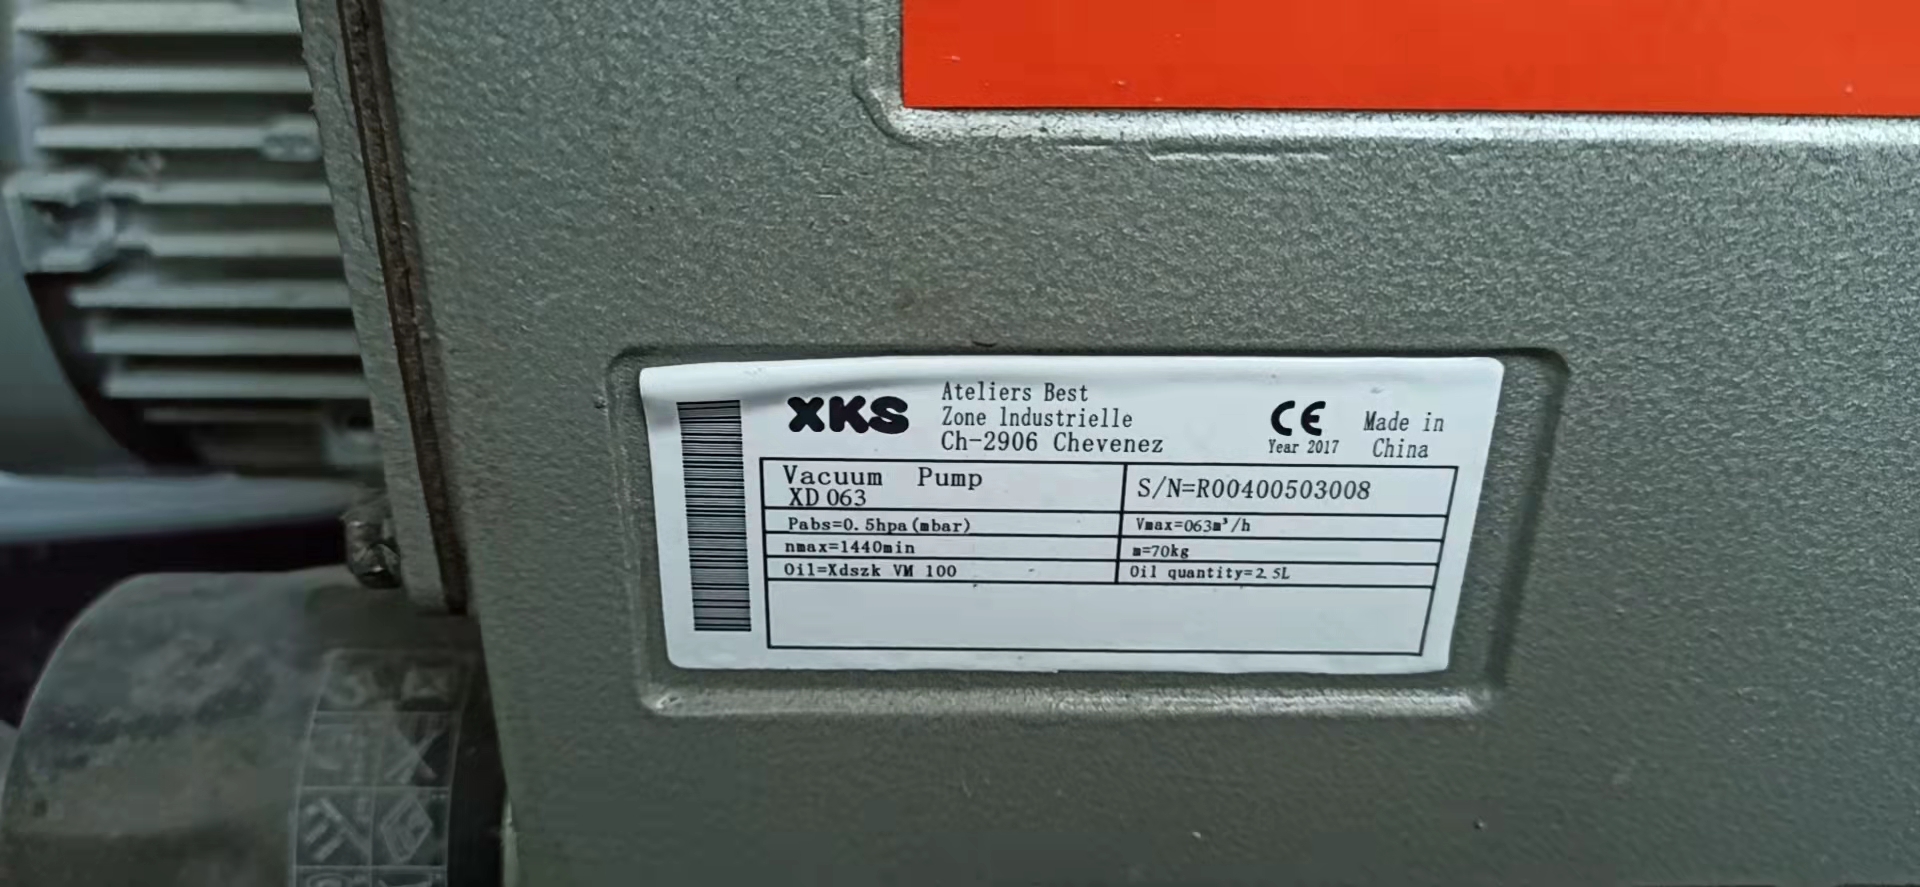 XKS
Ateliers Best
Zone lndustrielle
Ch-2906 Chevenez
CE
Year 2017
Made in
China
Vacuum Pump
XD 063
S/N=R00400503008
Pabs=0.5hpa(mbar)
Vmax=063m³/h
nmax=1440min
m=70kg
Oil=Xdszk VM 100
Oil quantity=2.5L